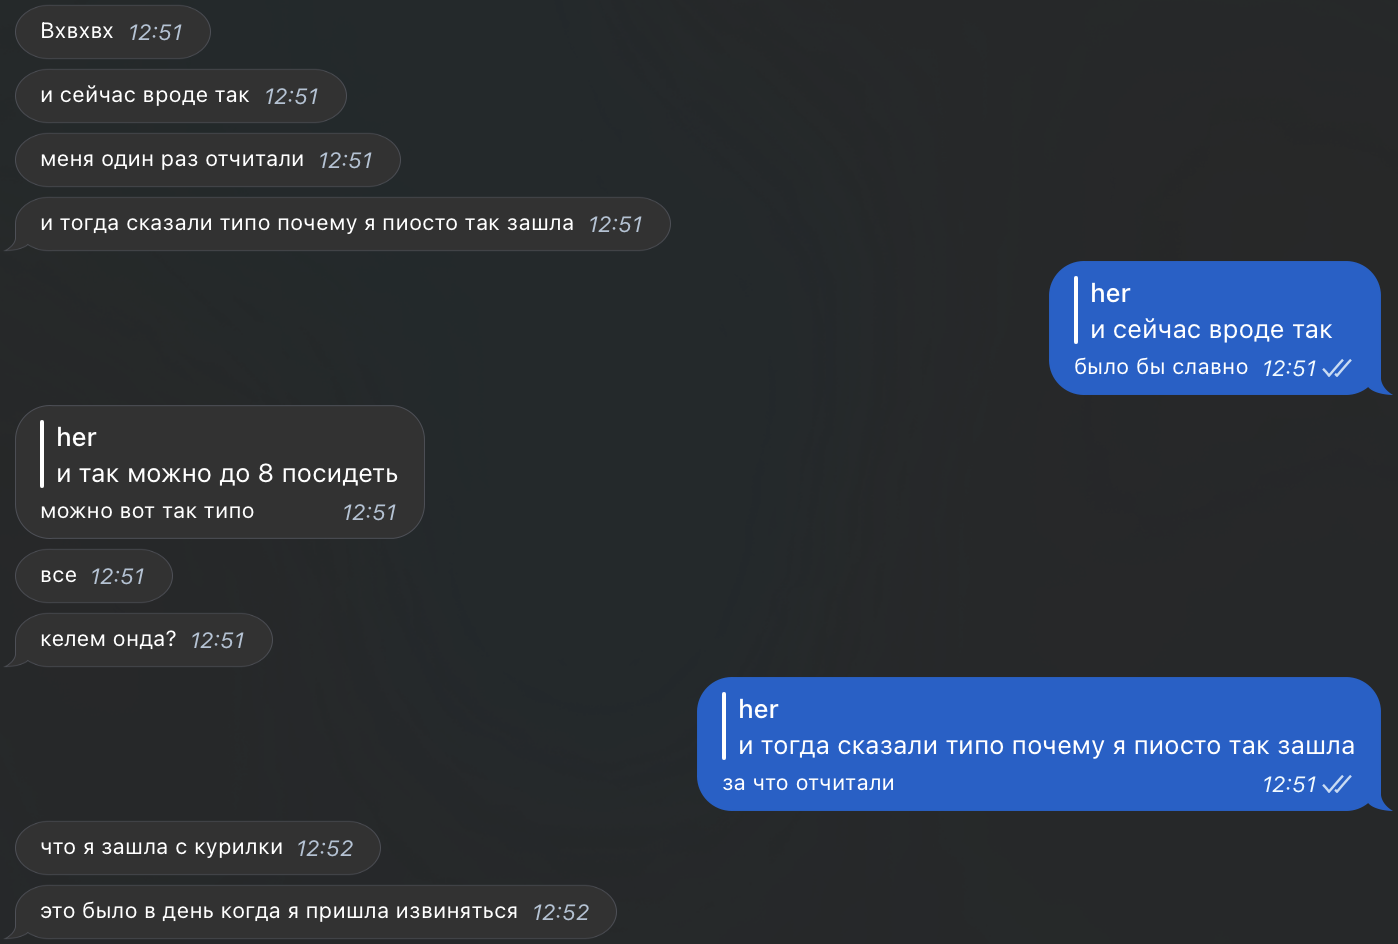 Вхвхвх 12:51
и сейчас вроде так 12:51
меня один раз отчитали 12:51
и тогда сказали типо почему я пиосто так зашла 12:51
her
и сейчас вроде так
было бы славно 12:51
her
и так можно до 8 посидеть
можно вот так типо 12:51
все 12:51
келем онда? 12:51
her
и тогда сказали типо почему я пиосто так зашла
за что отчитали 12:51
что я зашла с курилки 12:52
это было в день когда я пришла извиняться 12:52